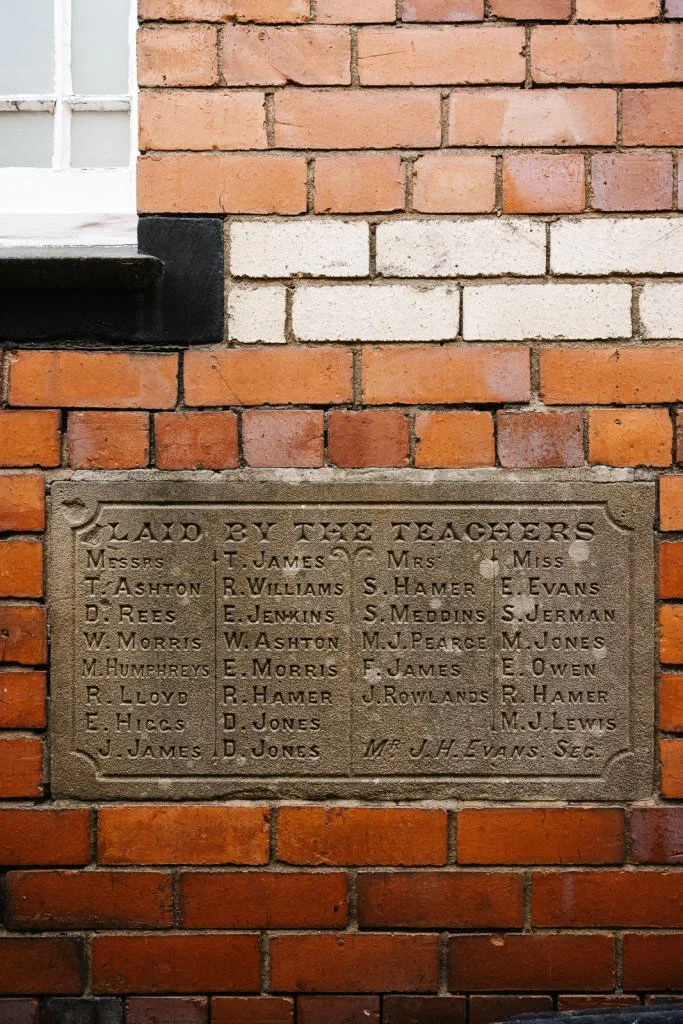 LAID BY THE TEACHERS
MESSRS
T. ASHTON
D. REES
W. MORRIS
M. HUMPHREYS
R. LLOYD
E. HIGGS
J. JAMES
T. JAMES
R. WILLIAMS
E. JENKINS
W. ASHTON
E. MORRIS
R. HAMER
D. JONES
D. JONES
MRS
S. HAMER
S. MEDDINS
M. J. PEARCE
F. JAMES
J. ROWLANDS
MISS
E. EVANS
S. JERMAN
M. JONES
E. OWEN
R. HAMER
M. J. LEWIS
MR J. H. EVANS. SEC.